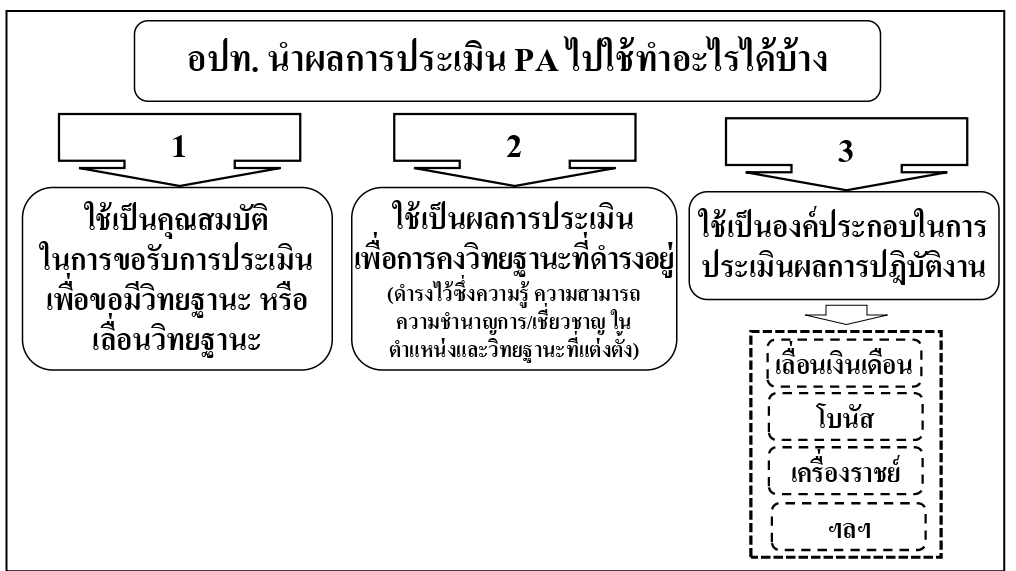 อปท. นำผลการประเมิน PA ไปใช้ทำอะไรได้บ้าง
1
ใช้เป็นคุณสมบัติ
ในการขอรับการประเมิน
เพื่อขอมีวิทยฐานะ หรือ
เลื่อนวิทยฐานะ
2
ใช้เป็นผลการประเมิน
เพื่อการคงวิทยฐานะที่ดำรงอยู่
(ดำรงไว้ซึ่งความรู้ ความสามารถ
ความชำนาญการ/เชี่ยวชาญ ใน
ตำแหน่งและวิทยฐานะที่แต่งตั้ง)
3
ใช้เป็นองค์ประกอบในการ
ประเมินผลการปฎิบัติงาน
เลื่อนเงินเดือน
โบนัส
เครื่องราชย์
ฯลฯ